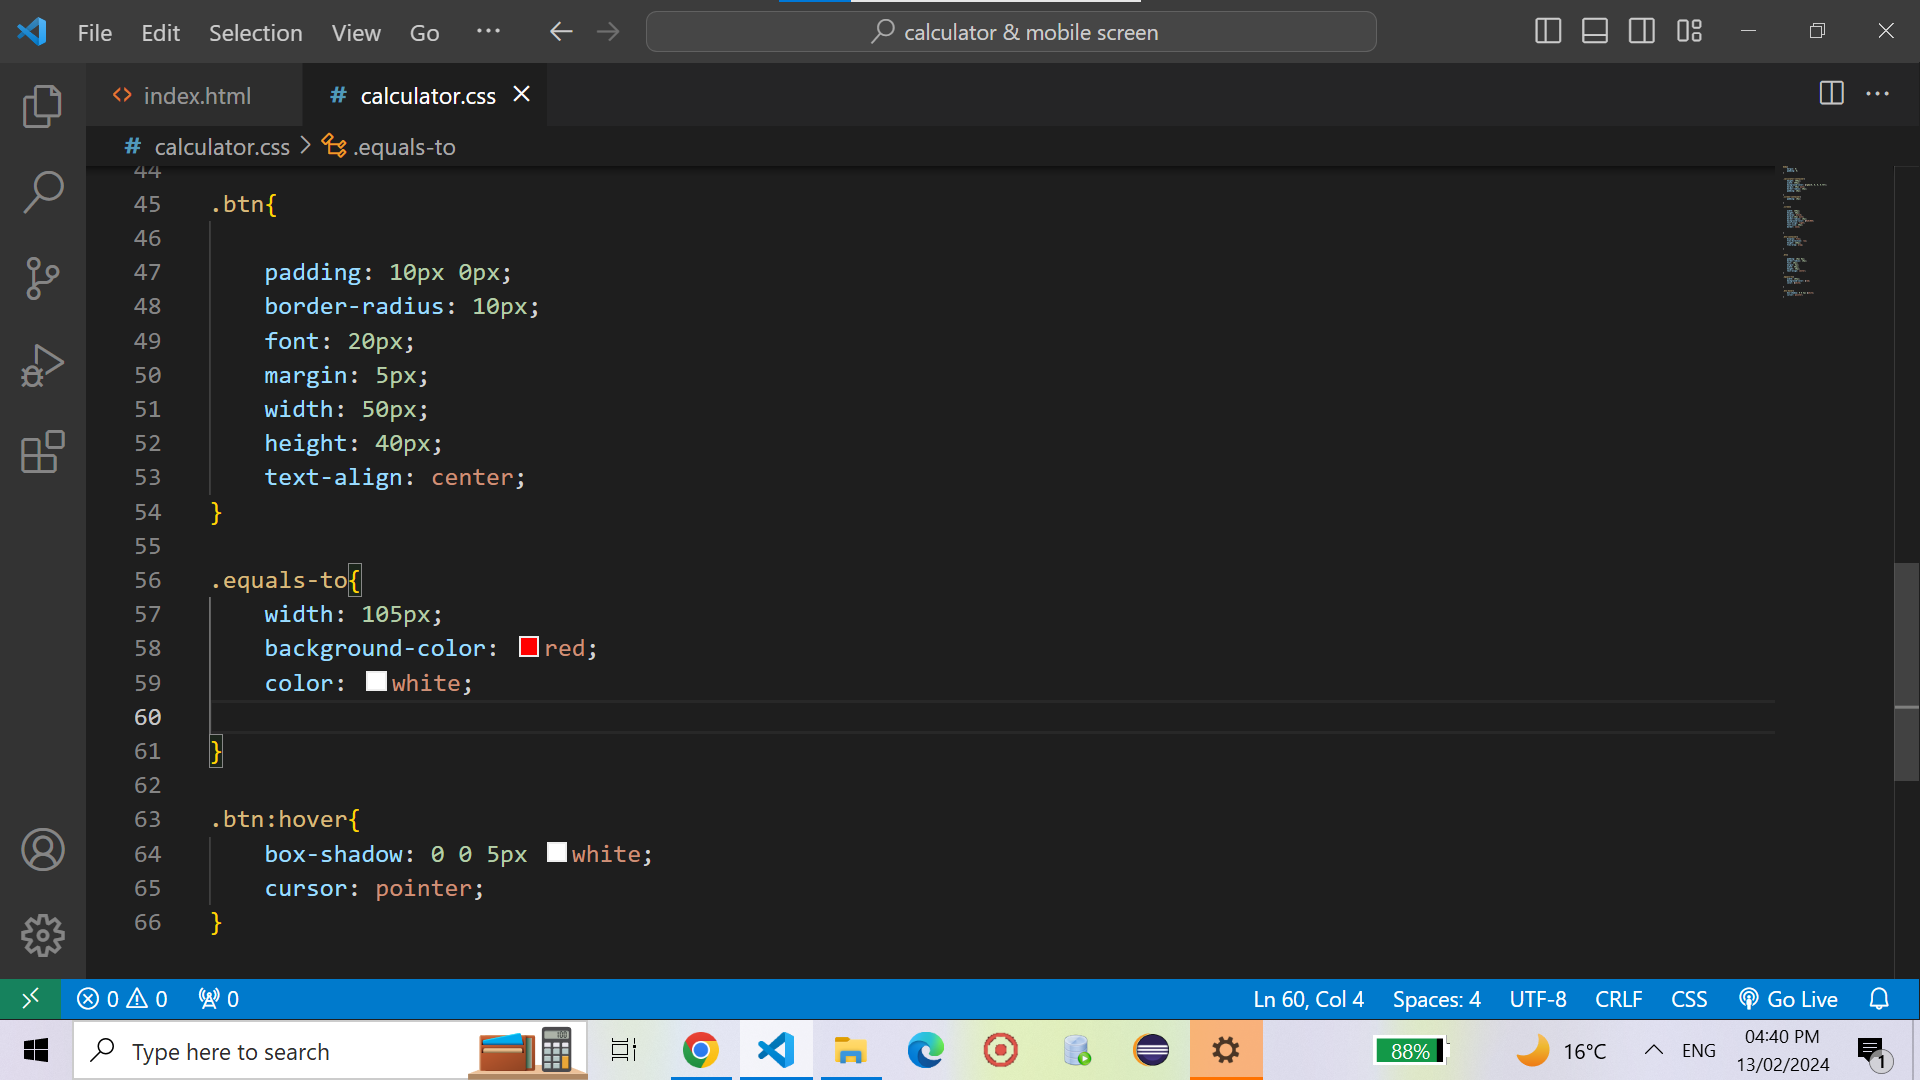 File Edit Selection View Go ··· calculator & mobile screen
index.html # calculator.css
# calculator.css > .equals-to
44
45 .btn{
46
47 padding: 10px 0px;
48 border-radius: 10px;
49 font: 20px;
50 margin: 5px;
51 width: 50px;
52 height: 40px;
53 text-align: center;
54 }
55
56 .equals-to{
57 width: 105px;
58 background-color: red;
59 color: white;
60
61 }
62
63 .btn:hover{
64 box-shadow: 0 0 5px white;
65 cursor: pointer;
66 }
0 0 0 Ln 60, Col 4 Spaces: 4 UTF-8 CRLF CSS Go Live
Type here to search 88% 16°C ENG 04:40 PM
13/02/2024 1